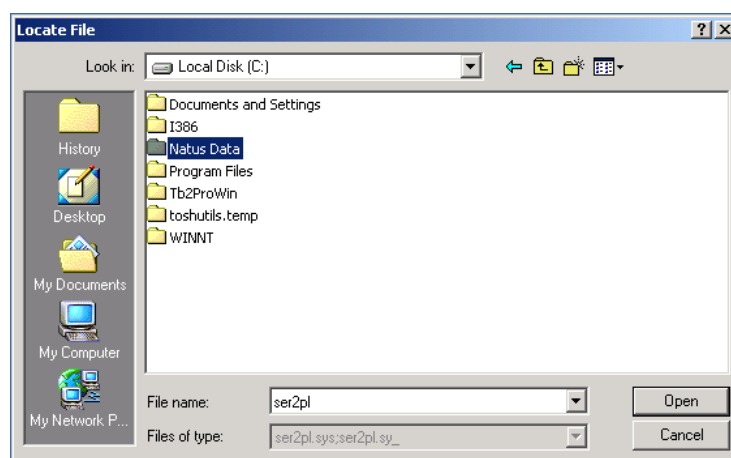 Locate File
Look in: Local Disk (C:)
History
Desktop
My Documents
My Computer
My Network P...
Documents and Settings
I386
Natus Data
Program Files
Tb2ProWin
toshutils.temp
WINNT
File name: ser2pl Open
Files of type: ser2pl.sys;ser2pl.sy_ Cancel